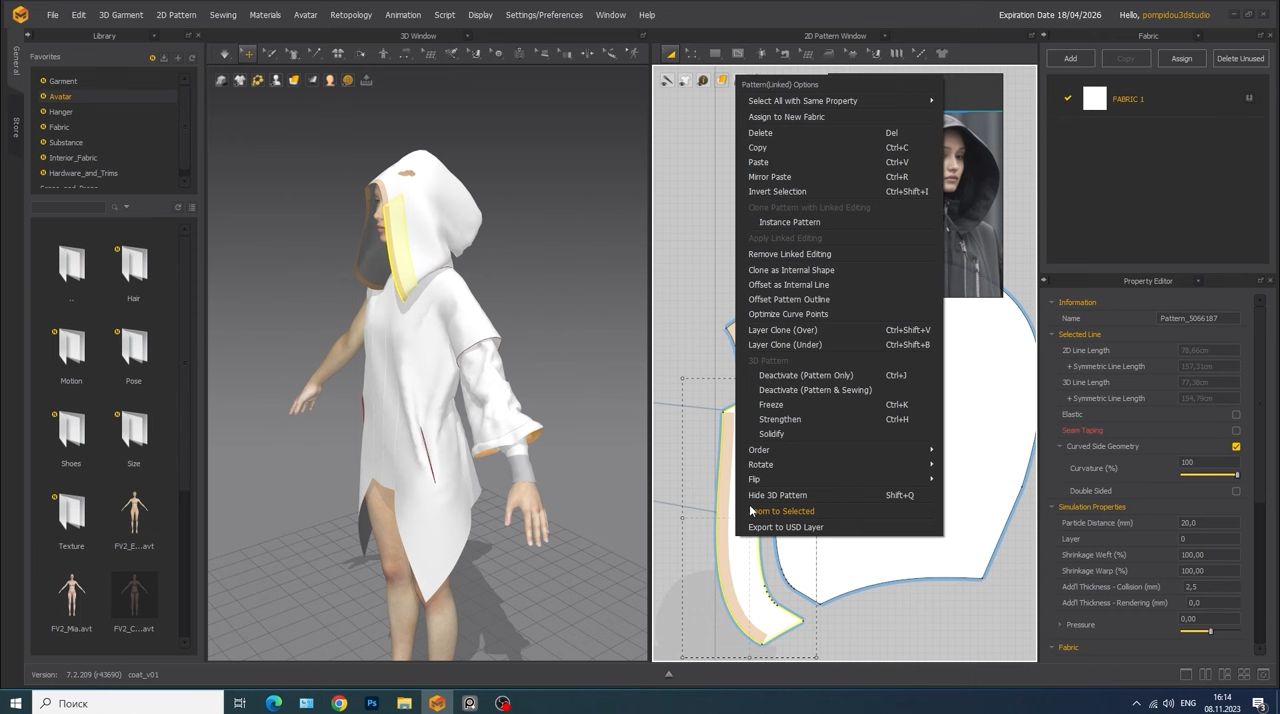 File Edit 3D Garment 2D Pattern Sewing Materials Avatar Retopology Animation Script Display Settings/Preferences Window Help
Expiration Date 18/04/2026 Hello, pompidou3dstudio
Library
3D Window
2D Pattern Window
Fabric
General
Store
Favorites
Garment
Avatar
Hanger
Fabric
Substance
Interior_Fabric
Hardware_and_Trims
..
Hair
Motion
Pose
Shoes
Size
Texture
FV2_E...avt
FV2_Mia.avt
FV2_C...avt
Pattern(Linked) Options
Select All with Same Property
Assign to New Fabric
Delete Del
Copy Ctrl+C
Paste Ctrl+V
Mirror Paste Ctrl+R
Invert Selection Ctrl+Shift+I
Clone Pattern with Linked Editing
Instance Pattern
Apply Linked Editing
Remove Linked Editing
Clone as Internal Shape
Offset as Internal Line
Offset Pattern Outline
Optimize Curve Points
Layer Clone (Over) Ctrl+Shift+V
Layer Clone (Under) Ctrl+Shift+B
3D Pattern
Deactivate (Pattern Only) Ctrl+J
Deactivate (Pattern & Sewing)
Freeze Ctrl+K
Strengthen Ctrl+H
Solidify
Order
Rotate
Flip
Hide 3D Pattern Shift+Q
Zoom to Selected
Export to USD Layer
Add Copy Assign Delete Unused
FABRIC 1
Property Editor
Information
Name Pattern_5066187
Selected Line
2D Line Length 78,66cm
+ Symmetric Line Length 157,31cm
3D Line Length 77,38cm
+ Symmetric Line Length 154,79cm
Elastic
Seam Taping
Curved Side Geometry
Curvature (%) 100
Double Sided
Simulation Properties
Particle Distance (mm) 20,0
Layer 0
Shrinkage Weft (%) 100,00
Shrinkage Warp (%) 100,00
Add'l Thickness - Collision (mm) 2,5
Add'l Thickness - Rendering (mm) 0,0
Pressure 0,00
Fabric
Version: 7.2.209 (r43690) coat_v01
Поиск
Ps
ENG
16:14
08.11.2023
3